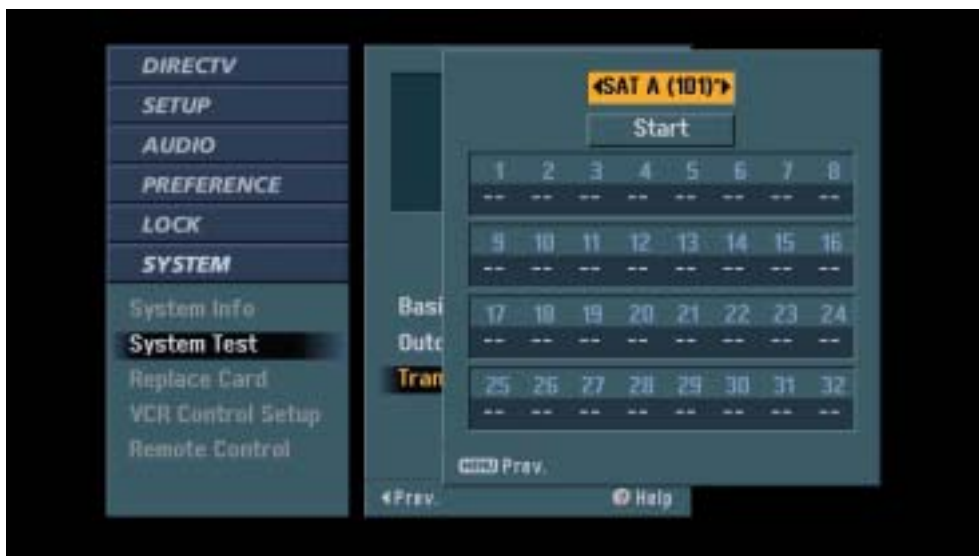 DIRECTV
SETUP
AUDIO
PREFERENCE
LOCK
SYSTEM
System Info
System Test
Replace Card
VCR Control Setup
Remote Control
Basi
Outd
Tran
◀Prev.
? Help
◀SAT A (101)°▶
Start
1 2 3 4 5 6 7 8
-- -- -- -- -- -- -- --
9 10 11 12 13 14 15 16
-- -- -- -- -- -- -- --
17 18 19 20 21 22 23 24
-- -- -- -- -- -- -- --
25 26 27 28 29 30 31 32
-- -- -- -- -- -- -- --
MENU Prev.